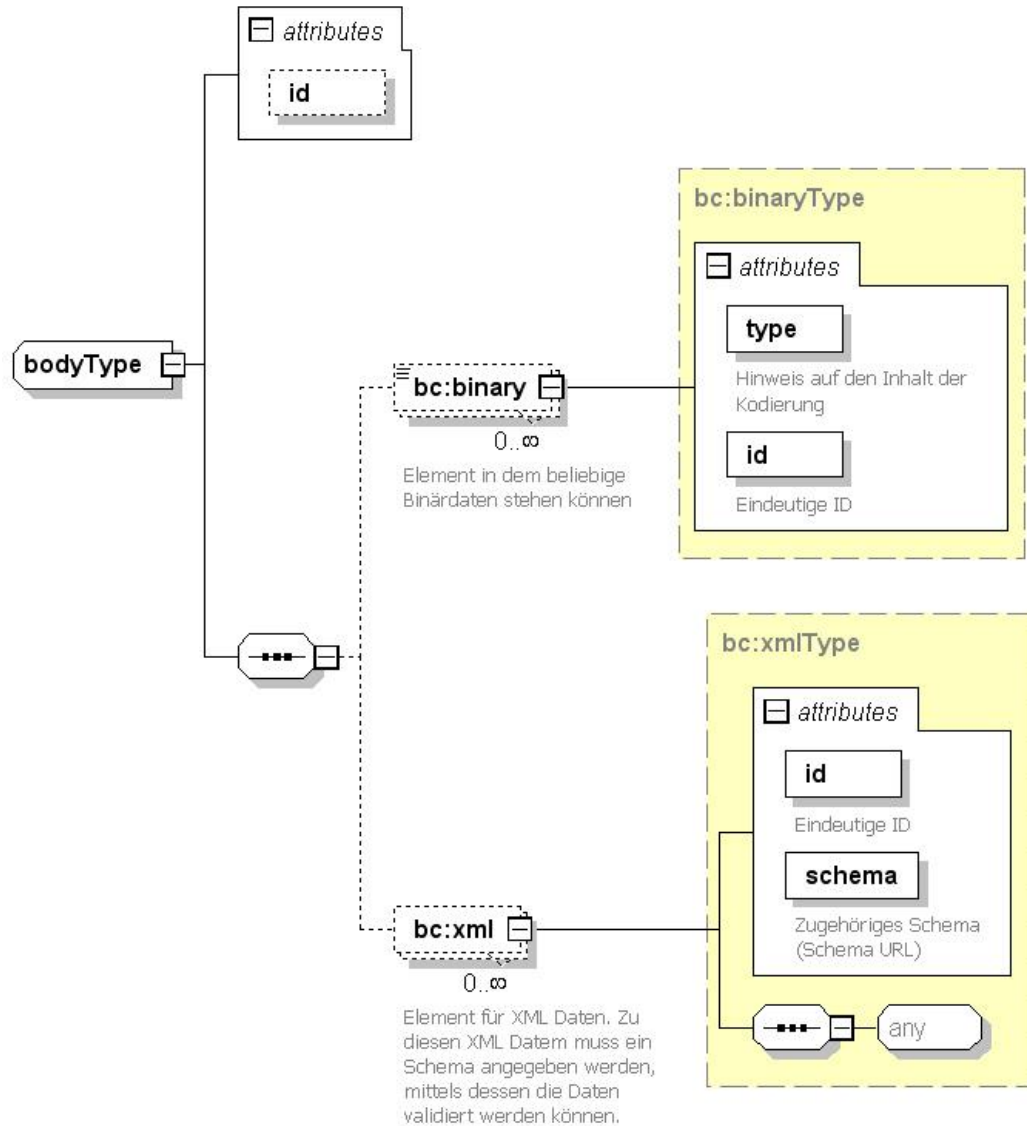 attributes
id
bc:binaryType
attributes
type
Hinweis auf den Inhalt der
Kodierung
id
Eindeutige ID
bodyType
bc:binary
0..∞
Element in dem beliebige
Binärdaten stehen können
bc:xmlType
attributes
id
Eindeutige ID
schema
Zugehöriges Schema
(Schema URL)
any
bc:xml
0..∞
Element für XML Daten. Zu
diesen XML Datem muss ein
Schema angegeben werden,
mittels dessen die Daten
validiert werden können.